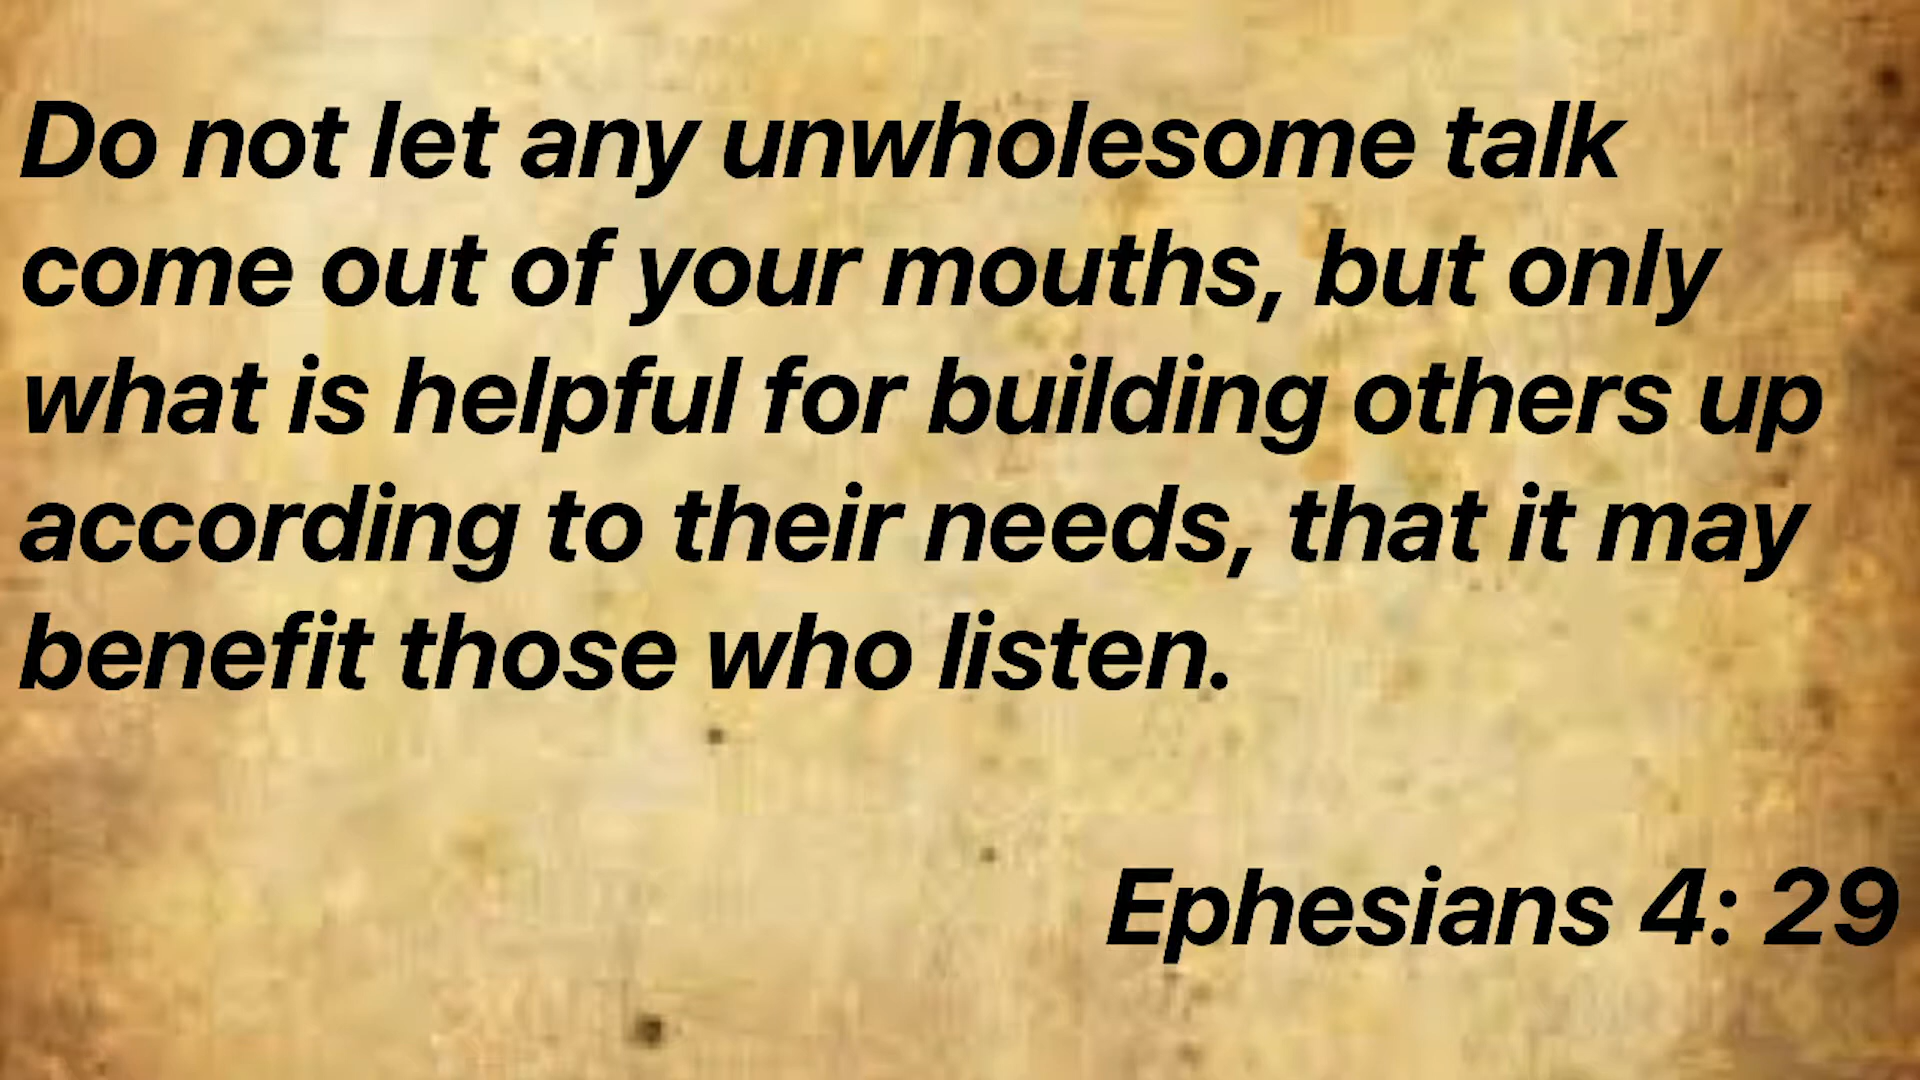 Do not let any unwholesome talk
come out of your mouths, but only
what is helpful for building others up
according to their needs, that it may
benefit those who listen.
Ephesians 4: 29